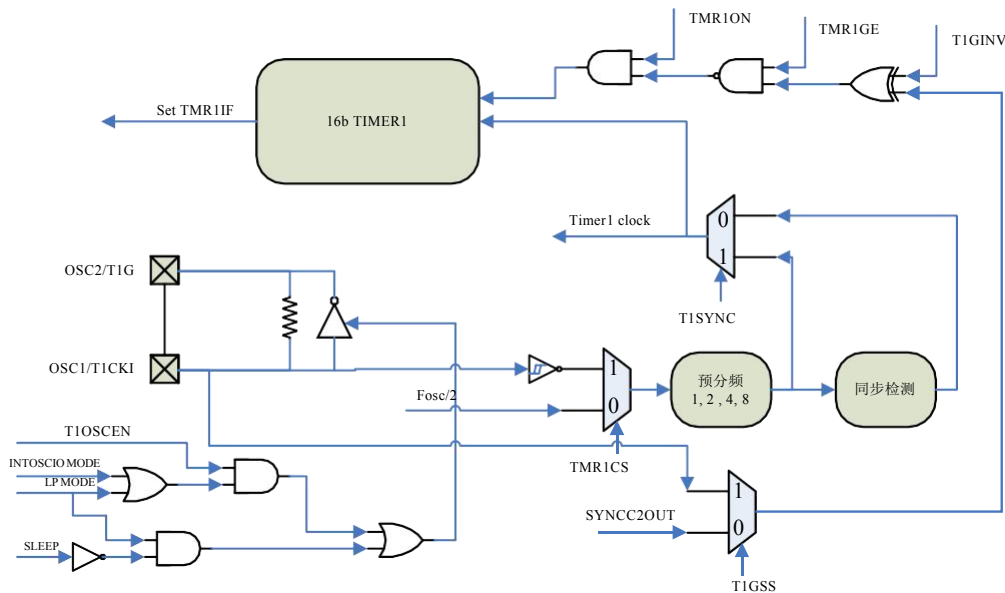 TMR1ON
TMR1GE
T1GINV
Set TMR1IF
16b TIMER1
Timer1 clock
0
1
T1SYNC
OSC2/T1G
OSC1/T1CKI
Fosc/2
1
0
TMR1CS
预分频
1, 2 , 4, 8
同步检测
T1OSCEN
INTOSCIO MODE
LP MODE
SLEEP
SYNCC2OUT
1
0
T1GSS